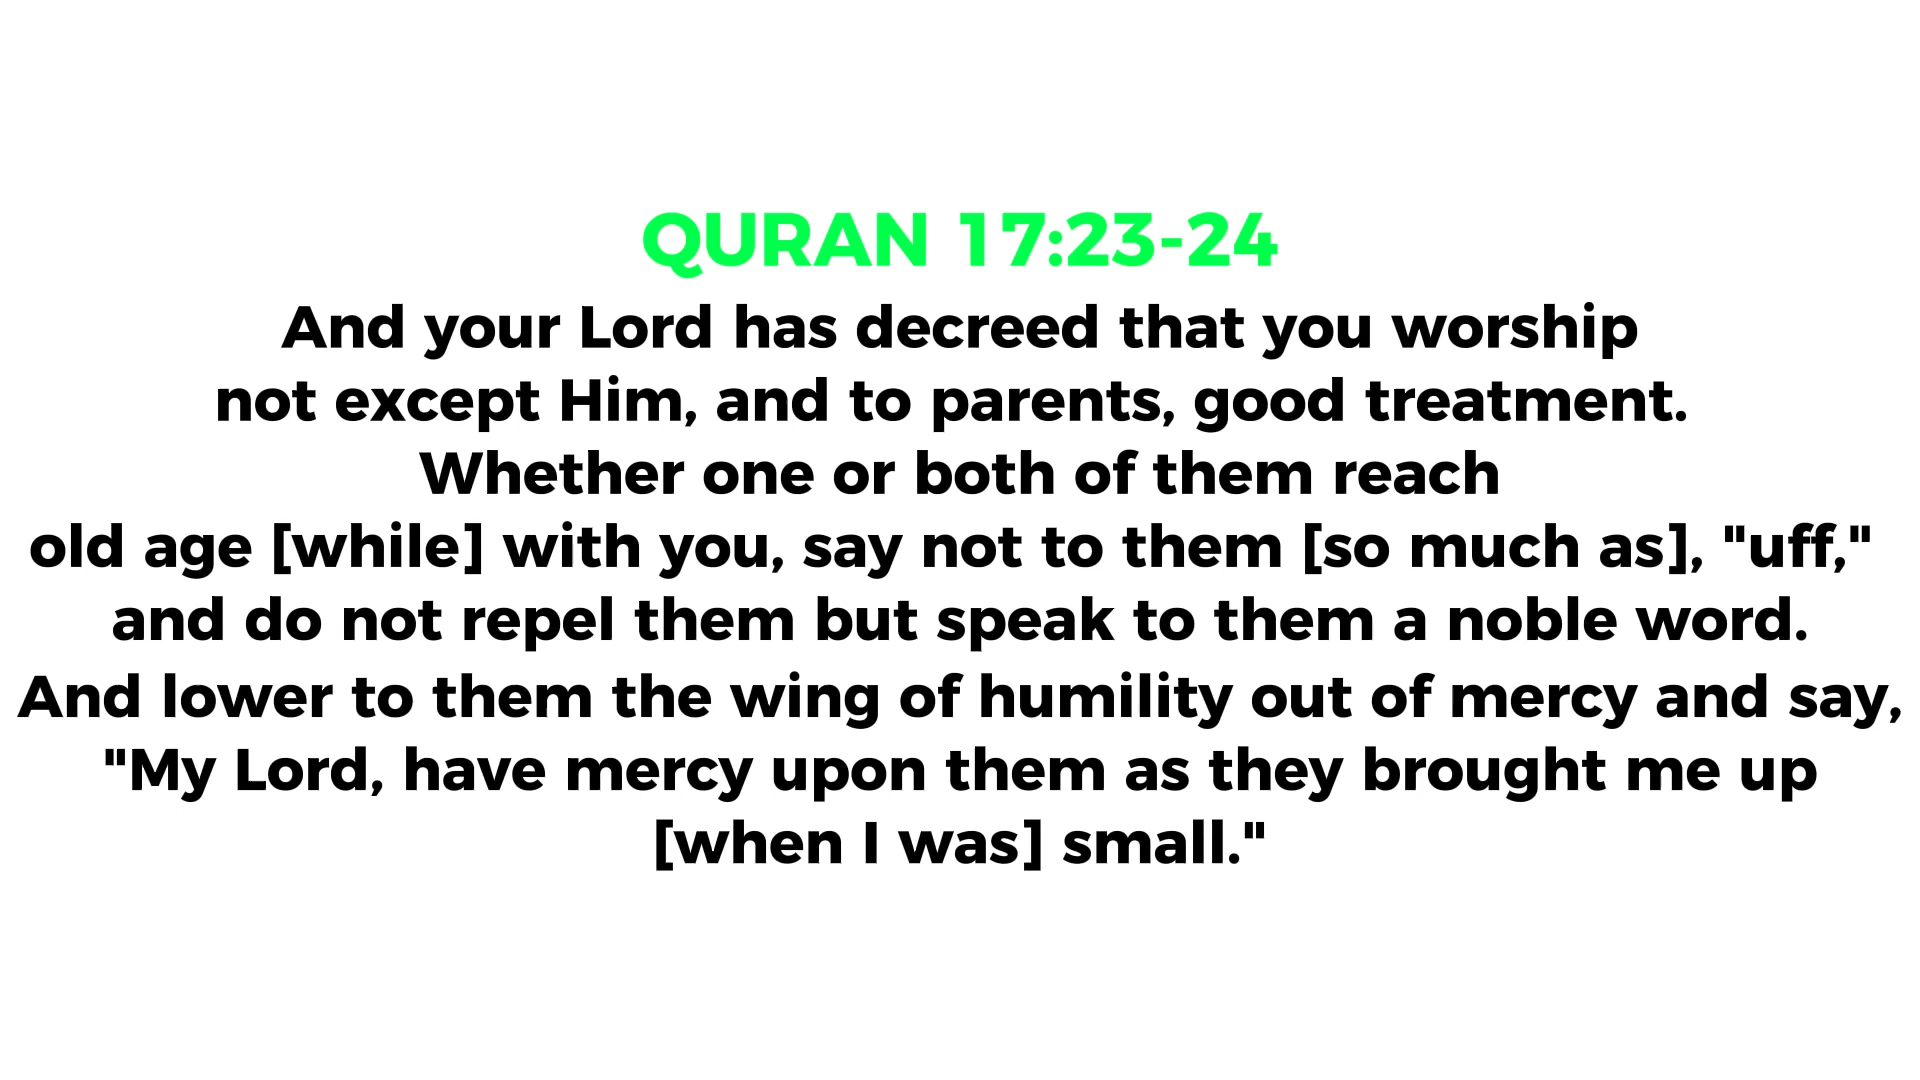 QURAN 17:23-24
And your Lord has decreed that you worship
not except Him, and to parents, good treatment.
Whether one or both of them reach
old age [while] with you, say not to them [so much as], "uff,"
and do not repel them but speak to them a noble word.
And lower to them the wing of humility out of mercy and say,
"My Lord, have mercy upon them as they brought me up
[when I was] small."